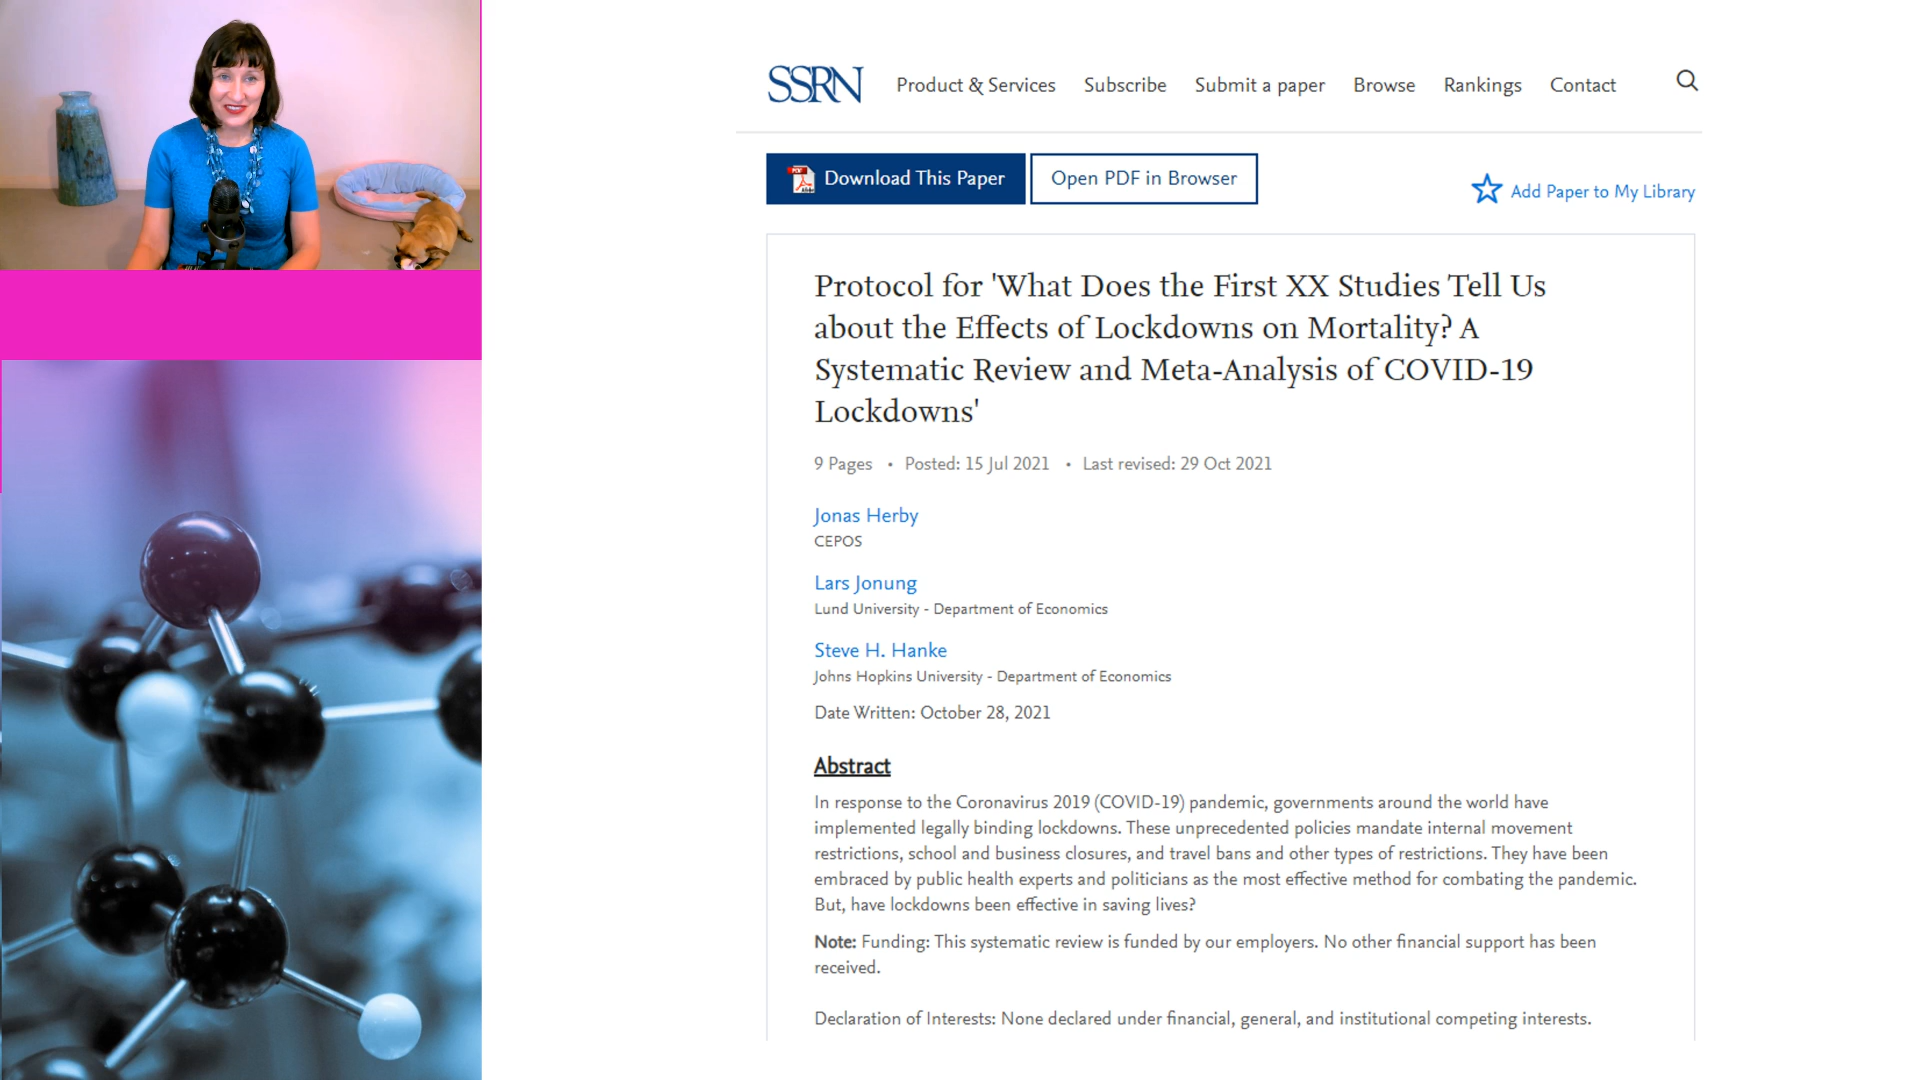 SSRN Product & Services Subscribe Submit a paper Browse Rankings Contact
Download This Paper Open PDF in Browser
Add Paper to My Library
Protocol for 'What Does the First XX Studies Tell Us
about the Effects of Lockdowns on Mortality? A
Systematic Review and Meta-Analysis of COVID-19
Lockdowns'
9 Pages • Posted: 15 Jul 2021 • Last revised: 29 Oct 2021
Jonas Herby
CEPOS
Lars Jonung
Lund University - Department of Economics
Steve H. Hanke
Johns Hopkins University - Department of Economics
Date Written: October 28, 2021
Abstract
In response to the Coronavirus 2019 (COVID-19) pandemic, governments around the world have
implemented legally binding lockdowns. These unprecedented policies mandate internal movement
restrictions, school and business closures, and travel bans and other types of restrictions. They have been
embraced by public health experts and politicians as the most effective method for combating the pandemic.
But, have lockdowns been effective in saving lives?
Note: Funding: This systematic review is funded by our employers. No other financial support has been
received.
Declaration of Interests: None declared under financial, general, and institutional competing interests.